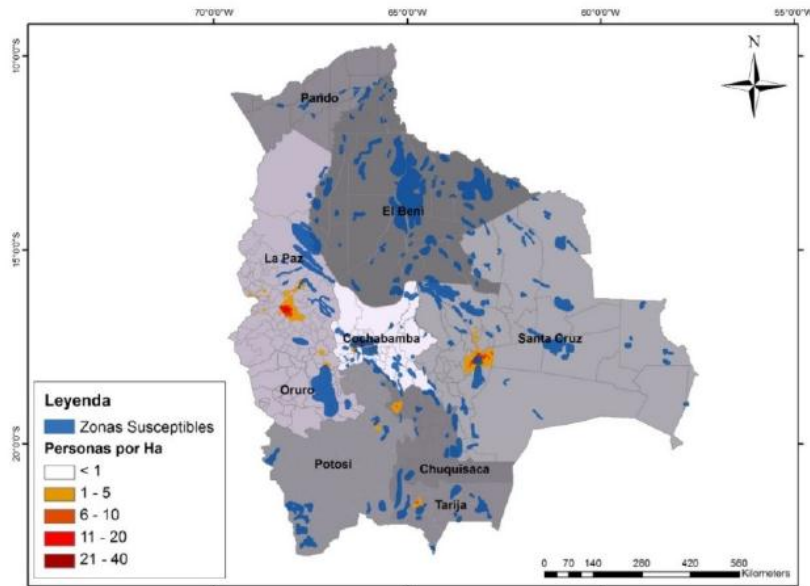 70°0'0"W 65°0'0"W 60°0'0"W 55°0'0"W
10°0'0"S
N
Pando
El Beni
15°0'0"S
La Paz
Cochabamba
Santa Cruz
Oruro
20°0'0"S
Potosi
Chuquisaca
Tarija
Leyenda
Zonas Susceptibles
Personas por Ha
< 1
1 - 5
6 - 10
11 - 20
21 - 40
0 70 140 280 420 560
Kilometers